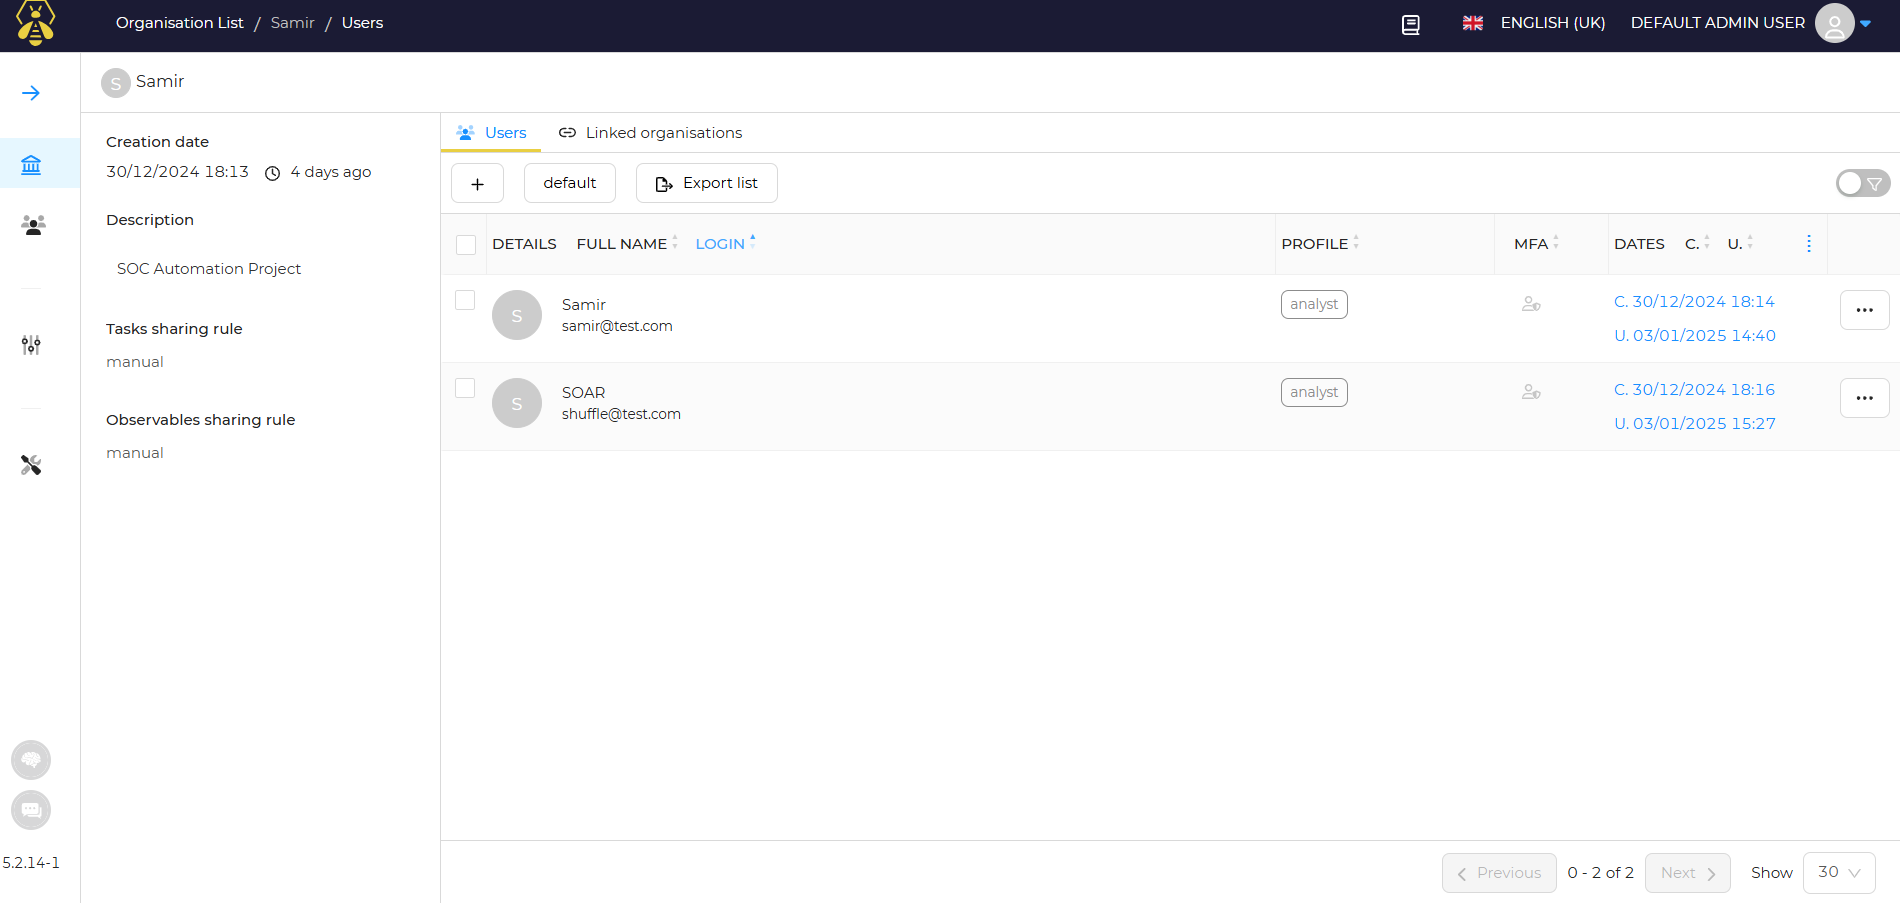 Organisation List / Samir / Users
ENGLISH (UK) DEFAULT ADMIN USER
S Samir
Creation date
30/12/2024 18:13 4 days ago
Description
SOC Automation Project
Tasks sharing rule
manual
Observables sharing rule
manual
5.2.14-1
Users Linked organisations
+ default Export list
DETAILS FULL NAME LOGIN PROFILE MFA DATES C. U.
S Samir analyst C. 30/12/2024 18:14
samir@test.com U. 03/01/2025 14:40
S SOAR analyst C. 30/12/2024 18:16
shuffle@test.com U. 03/01/2025 15:27
Previous 0 - 2 of 2 Next Show 30